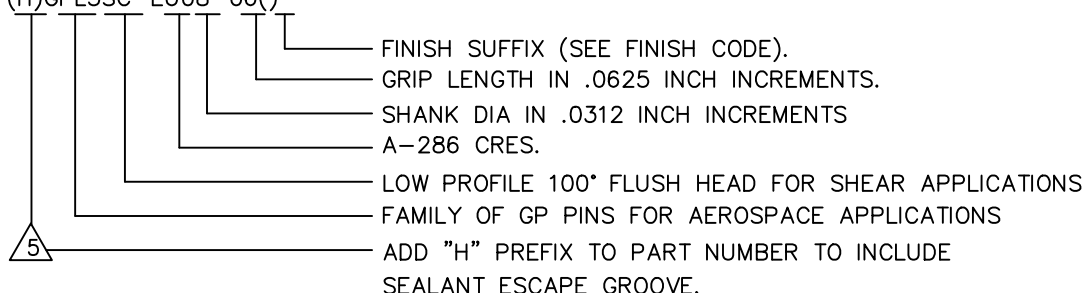 FINISH SUFFIX (SEE FINISH CODE).
GRIP LENGTH IN .0625 INCH INCREMENTS.
SHANK DIA IN .0312 INCH INCREMENTS
A-286 CRES.
LOW PROFILE 100° FLUSH HEAD FOR SHEAR APPLICATIONS
FAMILY OF GP PINS FOR AEROSPACE APPLICATIONS
5 ADD "H" PREFIX TO PART NUMBER TO INCLUDE
SEALANT ESCAPE GROOVE.